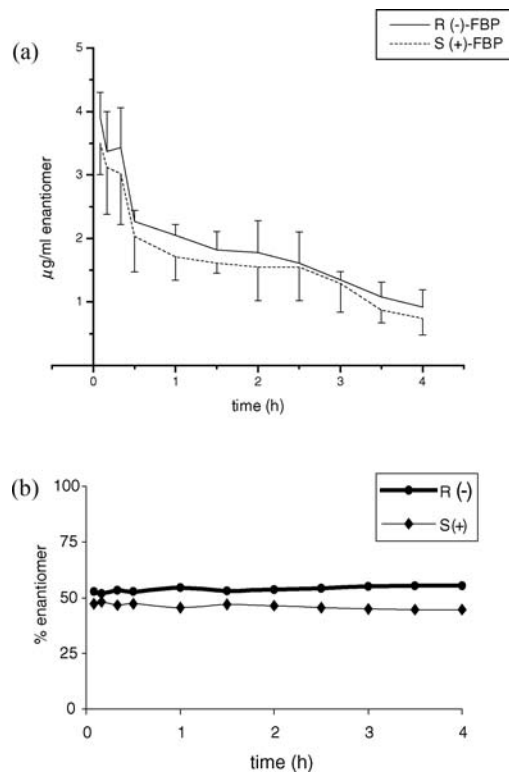 R (-)-FBP
S (+)-FBP
(a)
5
4
3
2
1
µg/ml enantiomer
0 1 2 3 4
time (h)
(b)
R (-)
S(+)
100
75
50
25
0
% enantiomer
0 1 2 3 4
time (h)